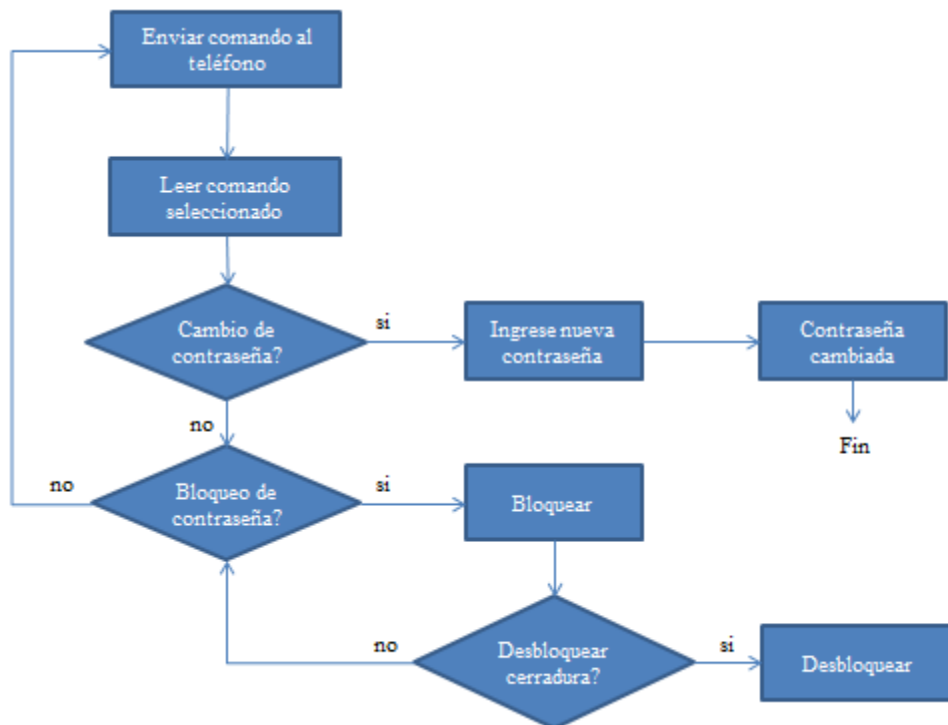 Enviar comando al
teléfono
Leer comando
seleccionado
Cambio de
contraseña?
si
Ingrese nueva
contraseña
Contraseña
cambiada
no
Fin
no
Bloqueo de
contraseña?
si
Bloquear
no
Desbloquear
cerradura?
si
Desbloquear